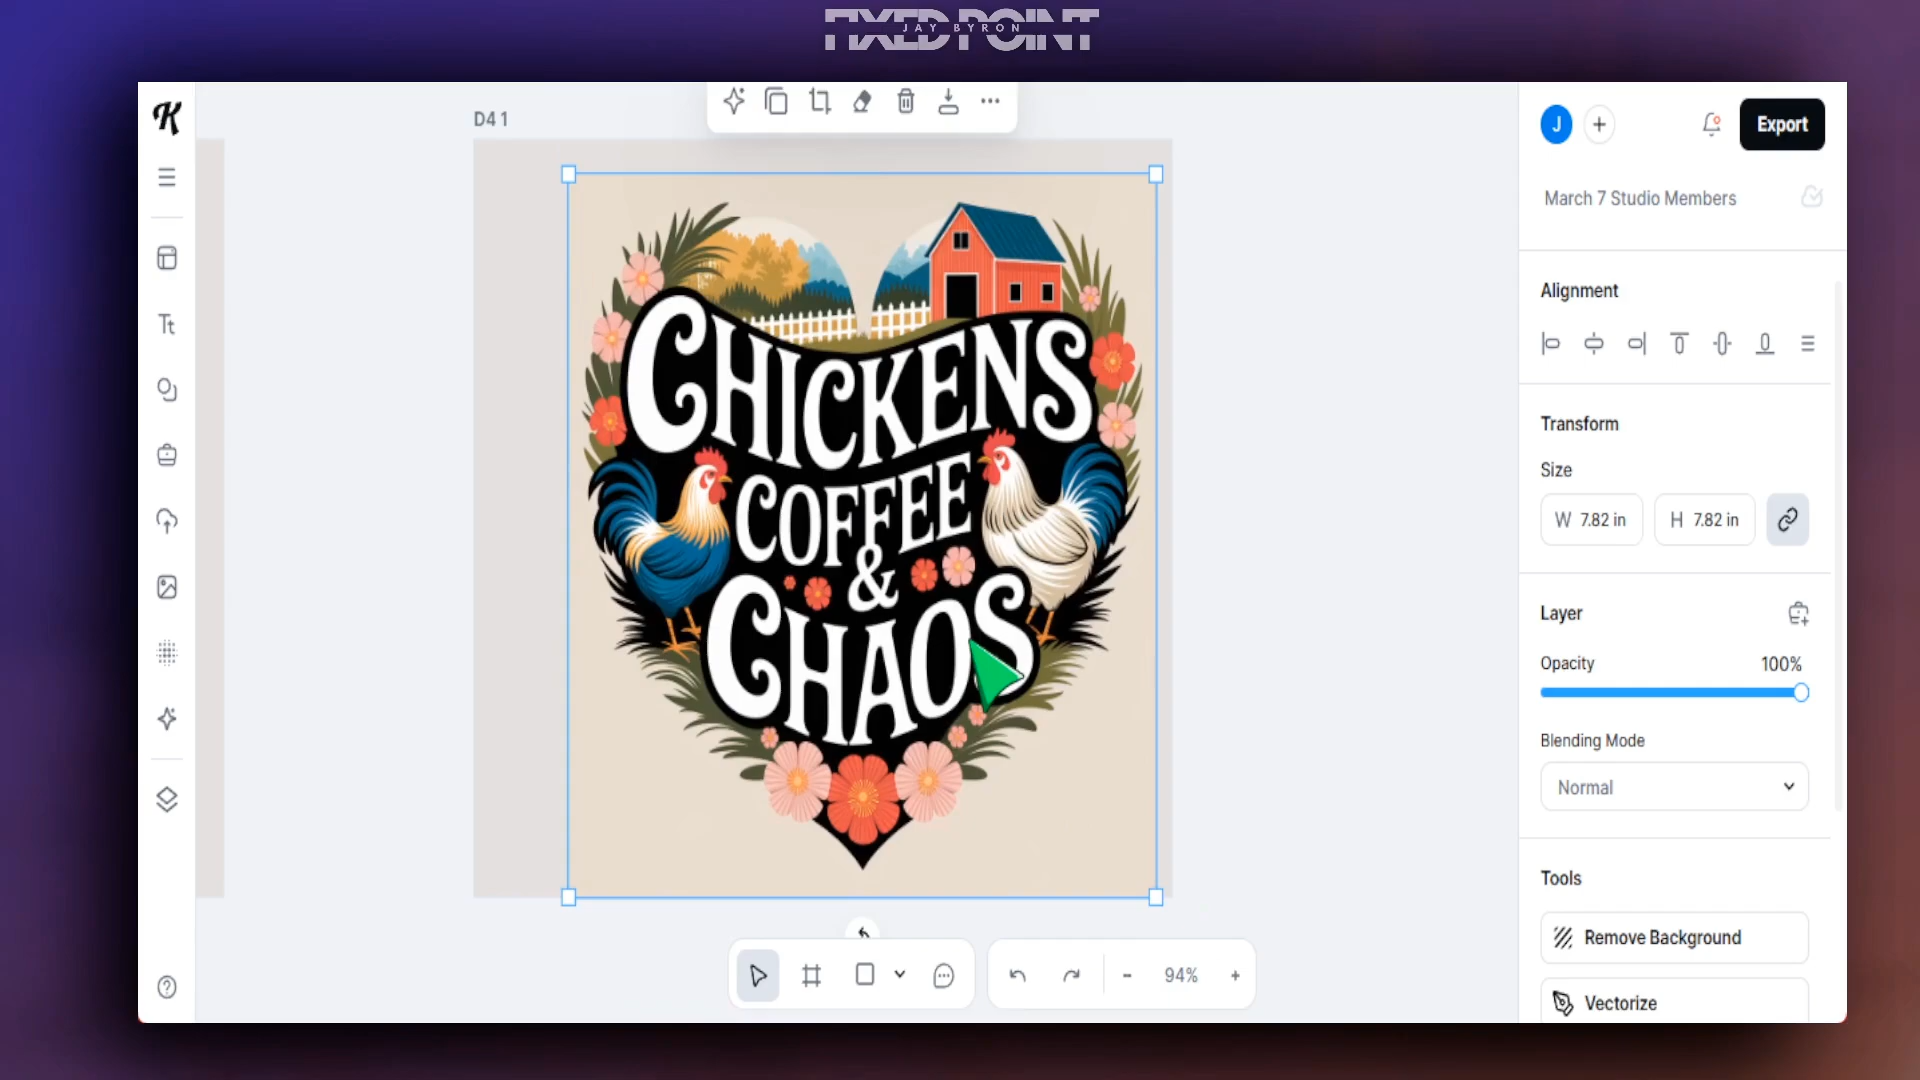 FIXED POINT
JAY BYRON
K
D4 1
J
+
Export
March 7 Studio Members
Alignment
Transform
Size
W 7.82 in
H 7.82 in
Layer
Opacity
100%
Blending Mode
Normal
Tools
Remove Background
Vectorize
Tt
CHICKENS
COFFEE
&
CHAOS
- 94% +